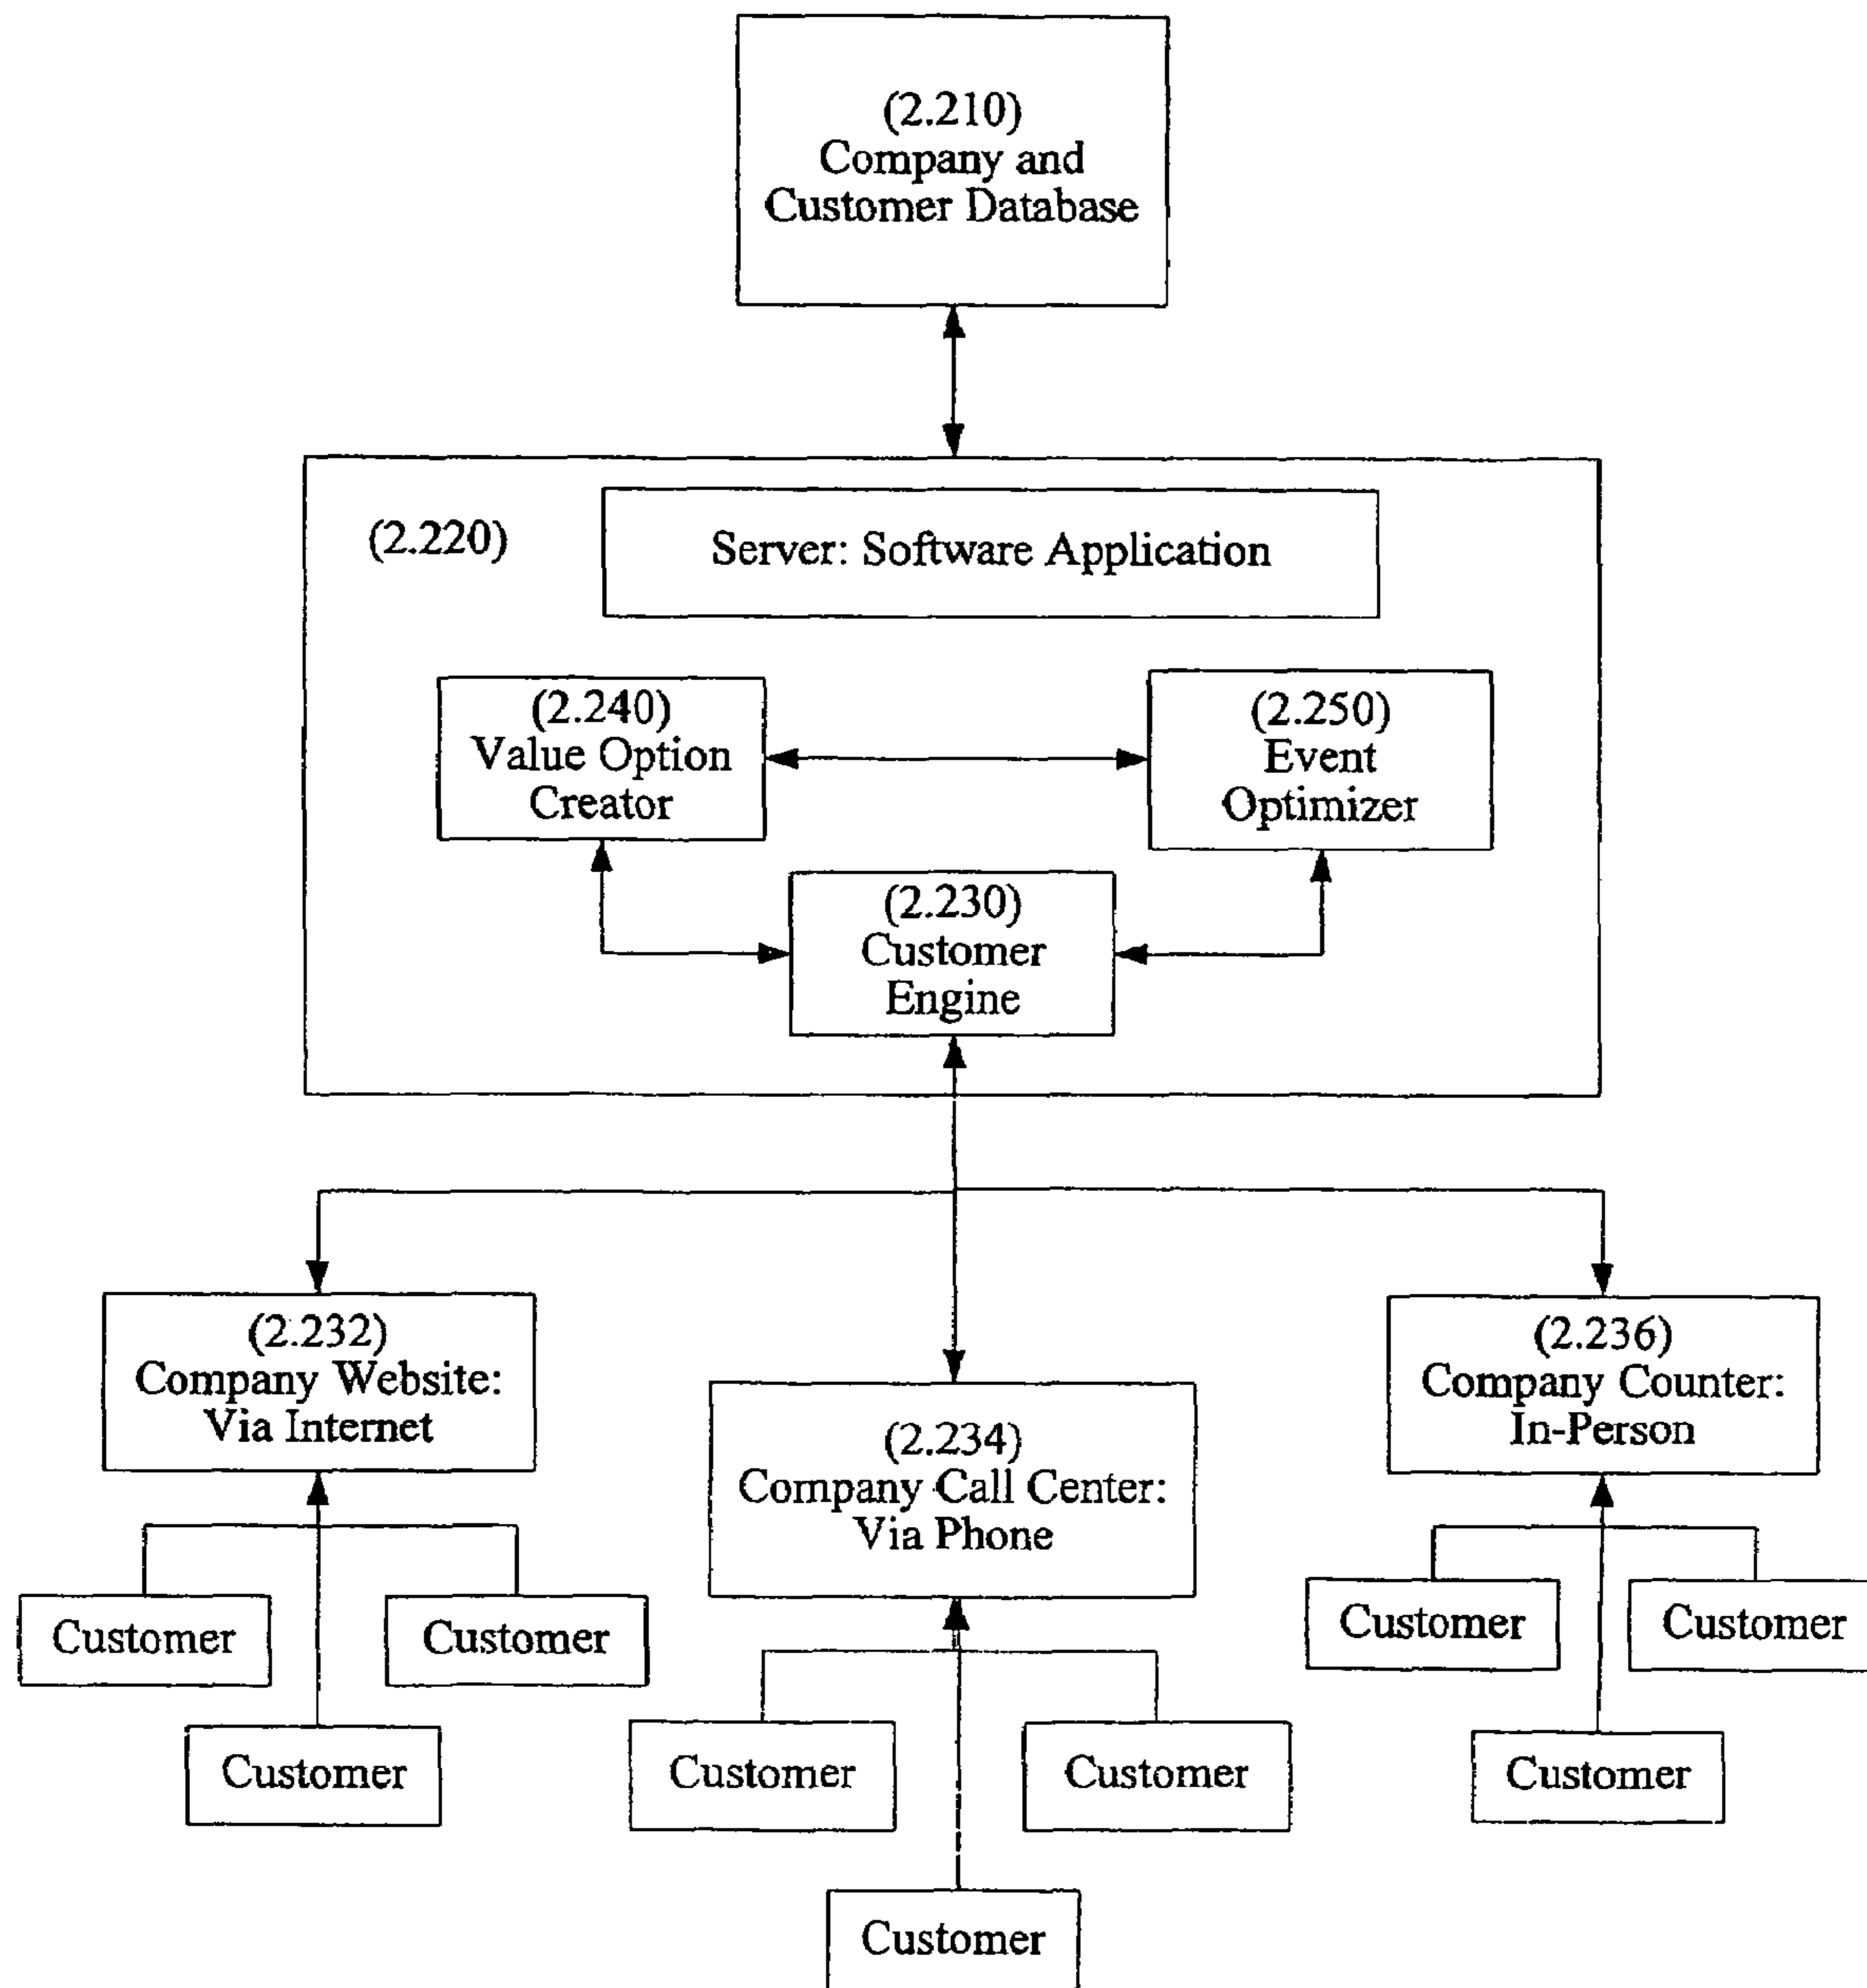 (2.210)
Company and
Customer Database
(2.220)
Server: Software Application
(2.240)
Value Option
Creator
(2.250)
Event
Optimizer
(2.230)
Customer
Engine
(2.232)
Company Website:
Via Internet
(2.234)
Company Call Center:
Via Phone
(2.236)
Company Counter:
In-Person
Customer
Customer
Customer
Customer
Customer
Customer
Customer
Customer
Customer